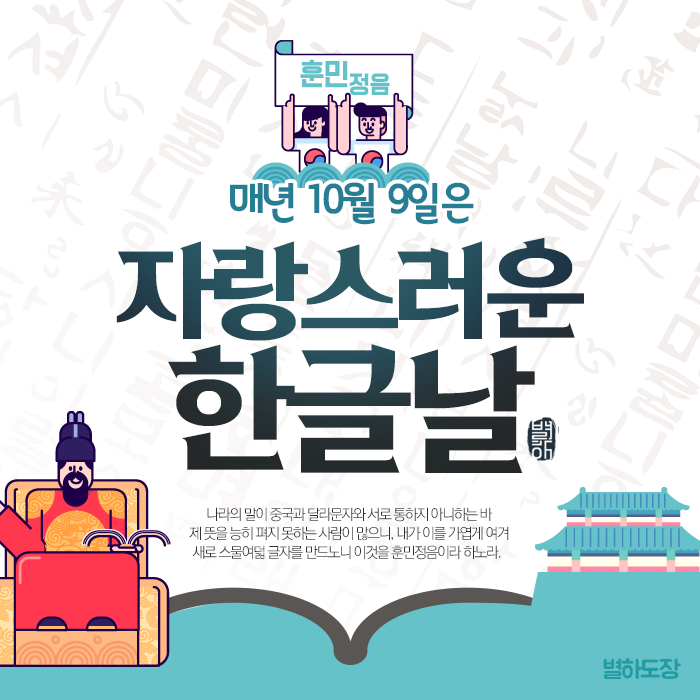 훈민
정음
매년 10월 9일은
자랑스러운
한글날
나라의 말이 중국과 달라문자와 서로 통하지 아니하는 바
제 뜻을 능히 펴지 못하는 사람이 많으니, 내가 이를 가엽게 여겨
새로 스물여덟 글자를 만드노니 이것을 훈민정음이라 하노라.
별하도장